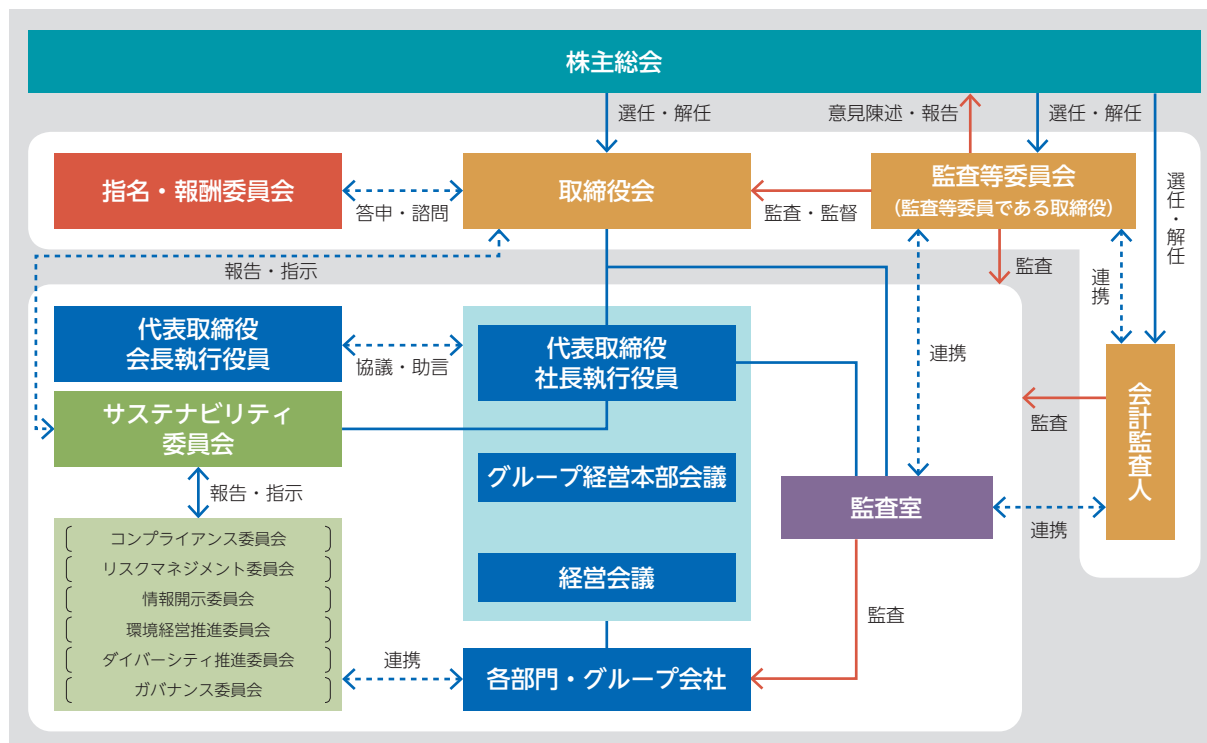 株主総会
選任・解任
意見陳述・報告
選任・解任
選任・解任
指名・報酬委員会
答申・諮問
取締役会
監査・監督
監査等委員会
（監査等委員である取締役）
報告・指示
監査
連携
代表取締役
会長執行役員
協議・助言
代表取締役
社長執行役員
連携
サステナビリティ
委員会
監査
会計監査人
報告・指示
グループ経営本部会議
監査室
連携
コンプライアンス委員会
リスクマネジメント委員会
情報開示委員会
環境経営推進委員会
ダイバーシティ推進委員会
ガバナンス委員会
経営会議
監査
連携
各部門・グループ会社